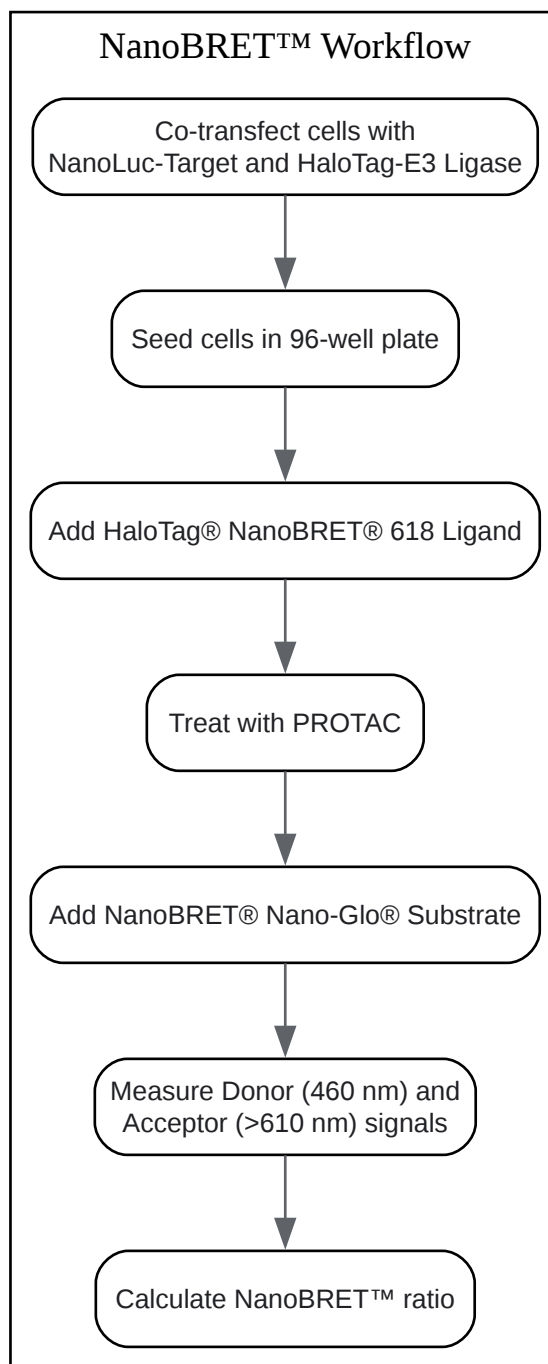 NanoBRET™ Workflow
Co-transfect cells with
NanoLuc-Target and HaloTag-E3 Ligase
Seed cells in 96-well plate
Add HaloTag® NanoBRET® 618 Ligand
Treat with PROTAC
Add NanoBRET® Nano-Glo® Substrate
Measure Donor (460 nm) and
Acceptor (>610 nm) signals
Calculate NanoBRET™ ratio